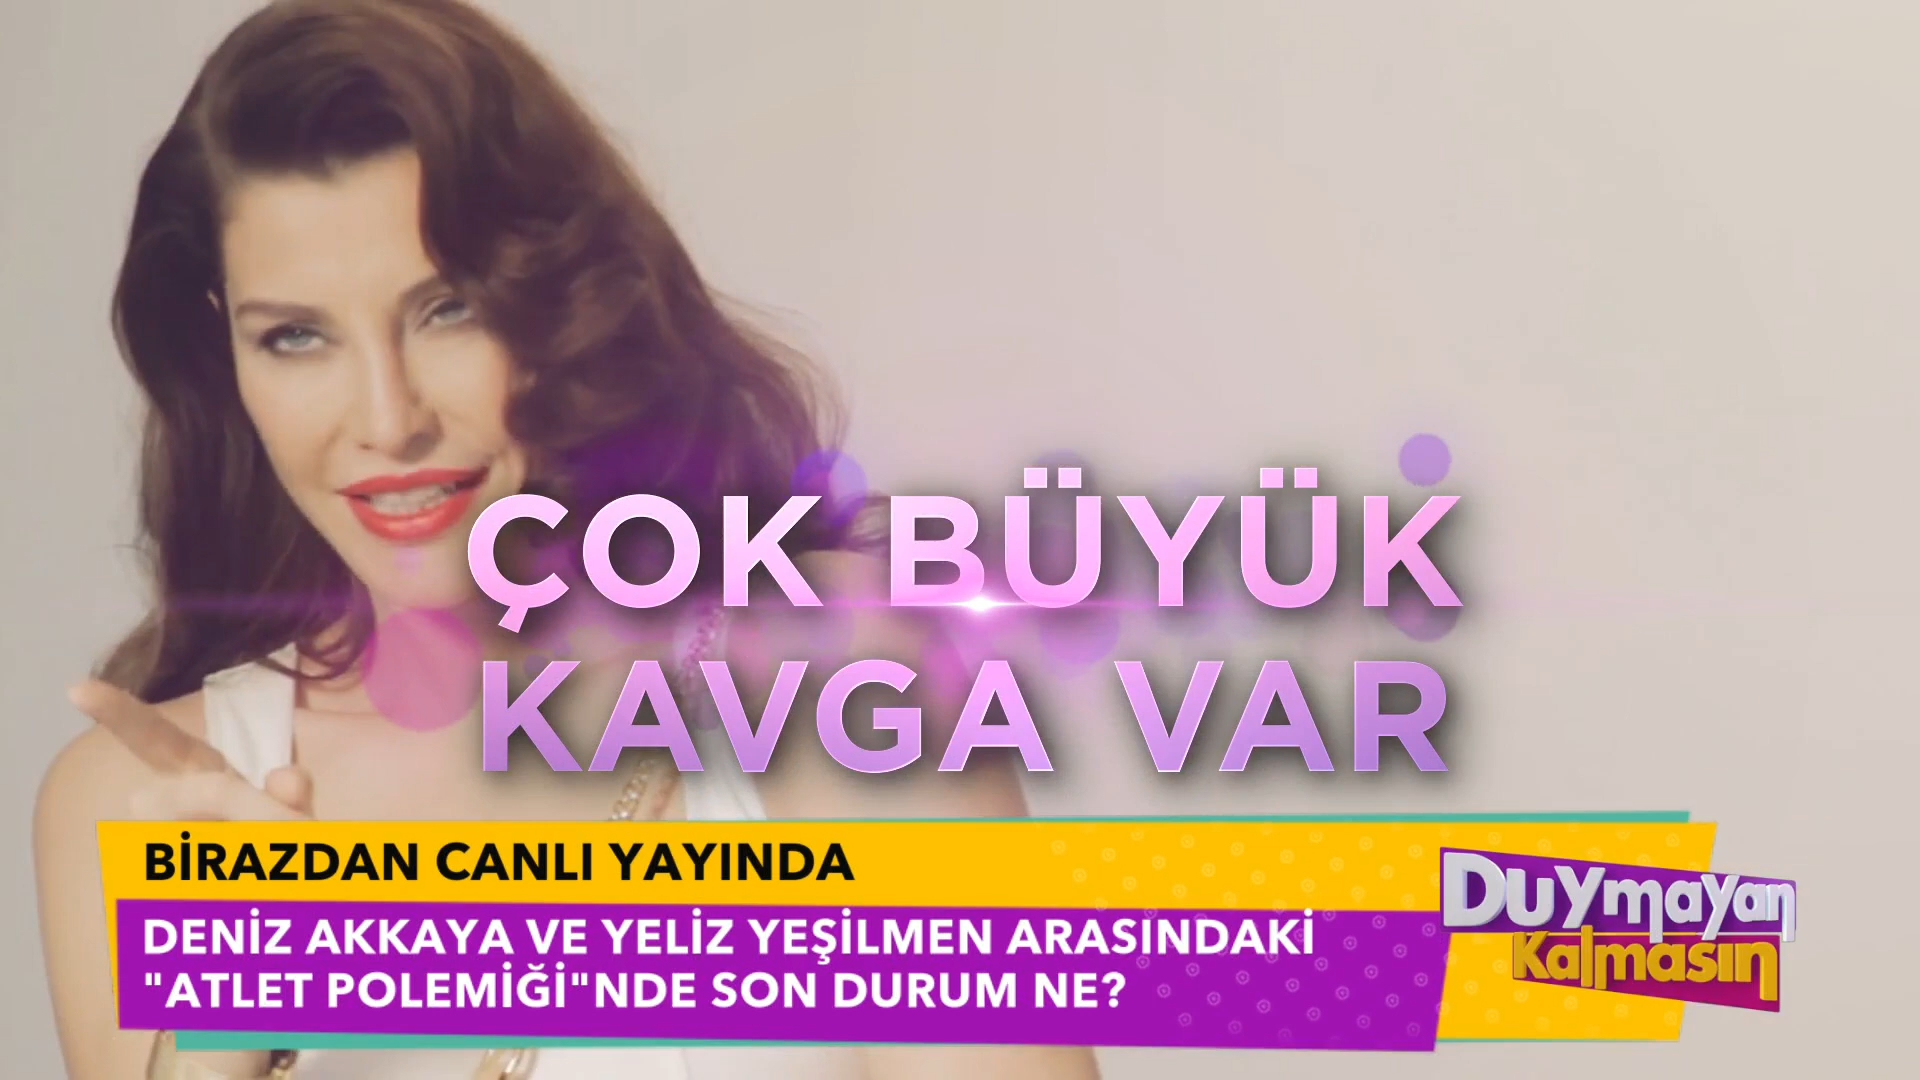 ÇOK BÜYÜK
KAVGA VAR
BİRAZDAN CANLI YAYINDA
DENİZ AKKAYA VE YELİZ YEŞİLMEN ARASINDAKİ
"ATLET POLEMİĞİ"NDE SON DURUM NE?
Duymayan
Kalmasın